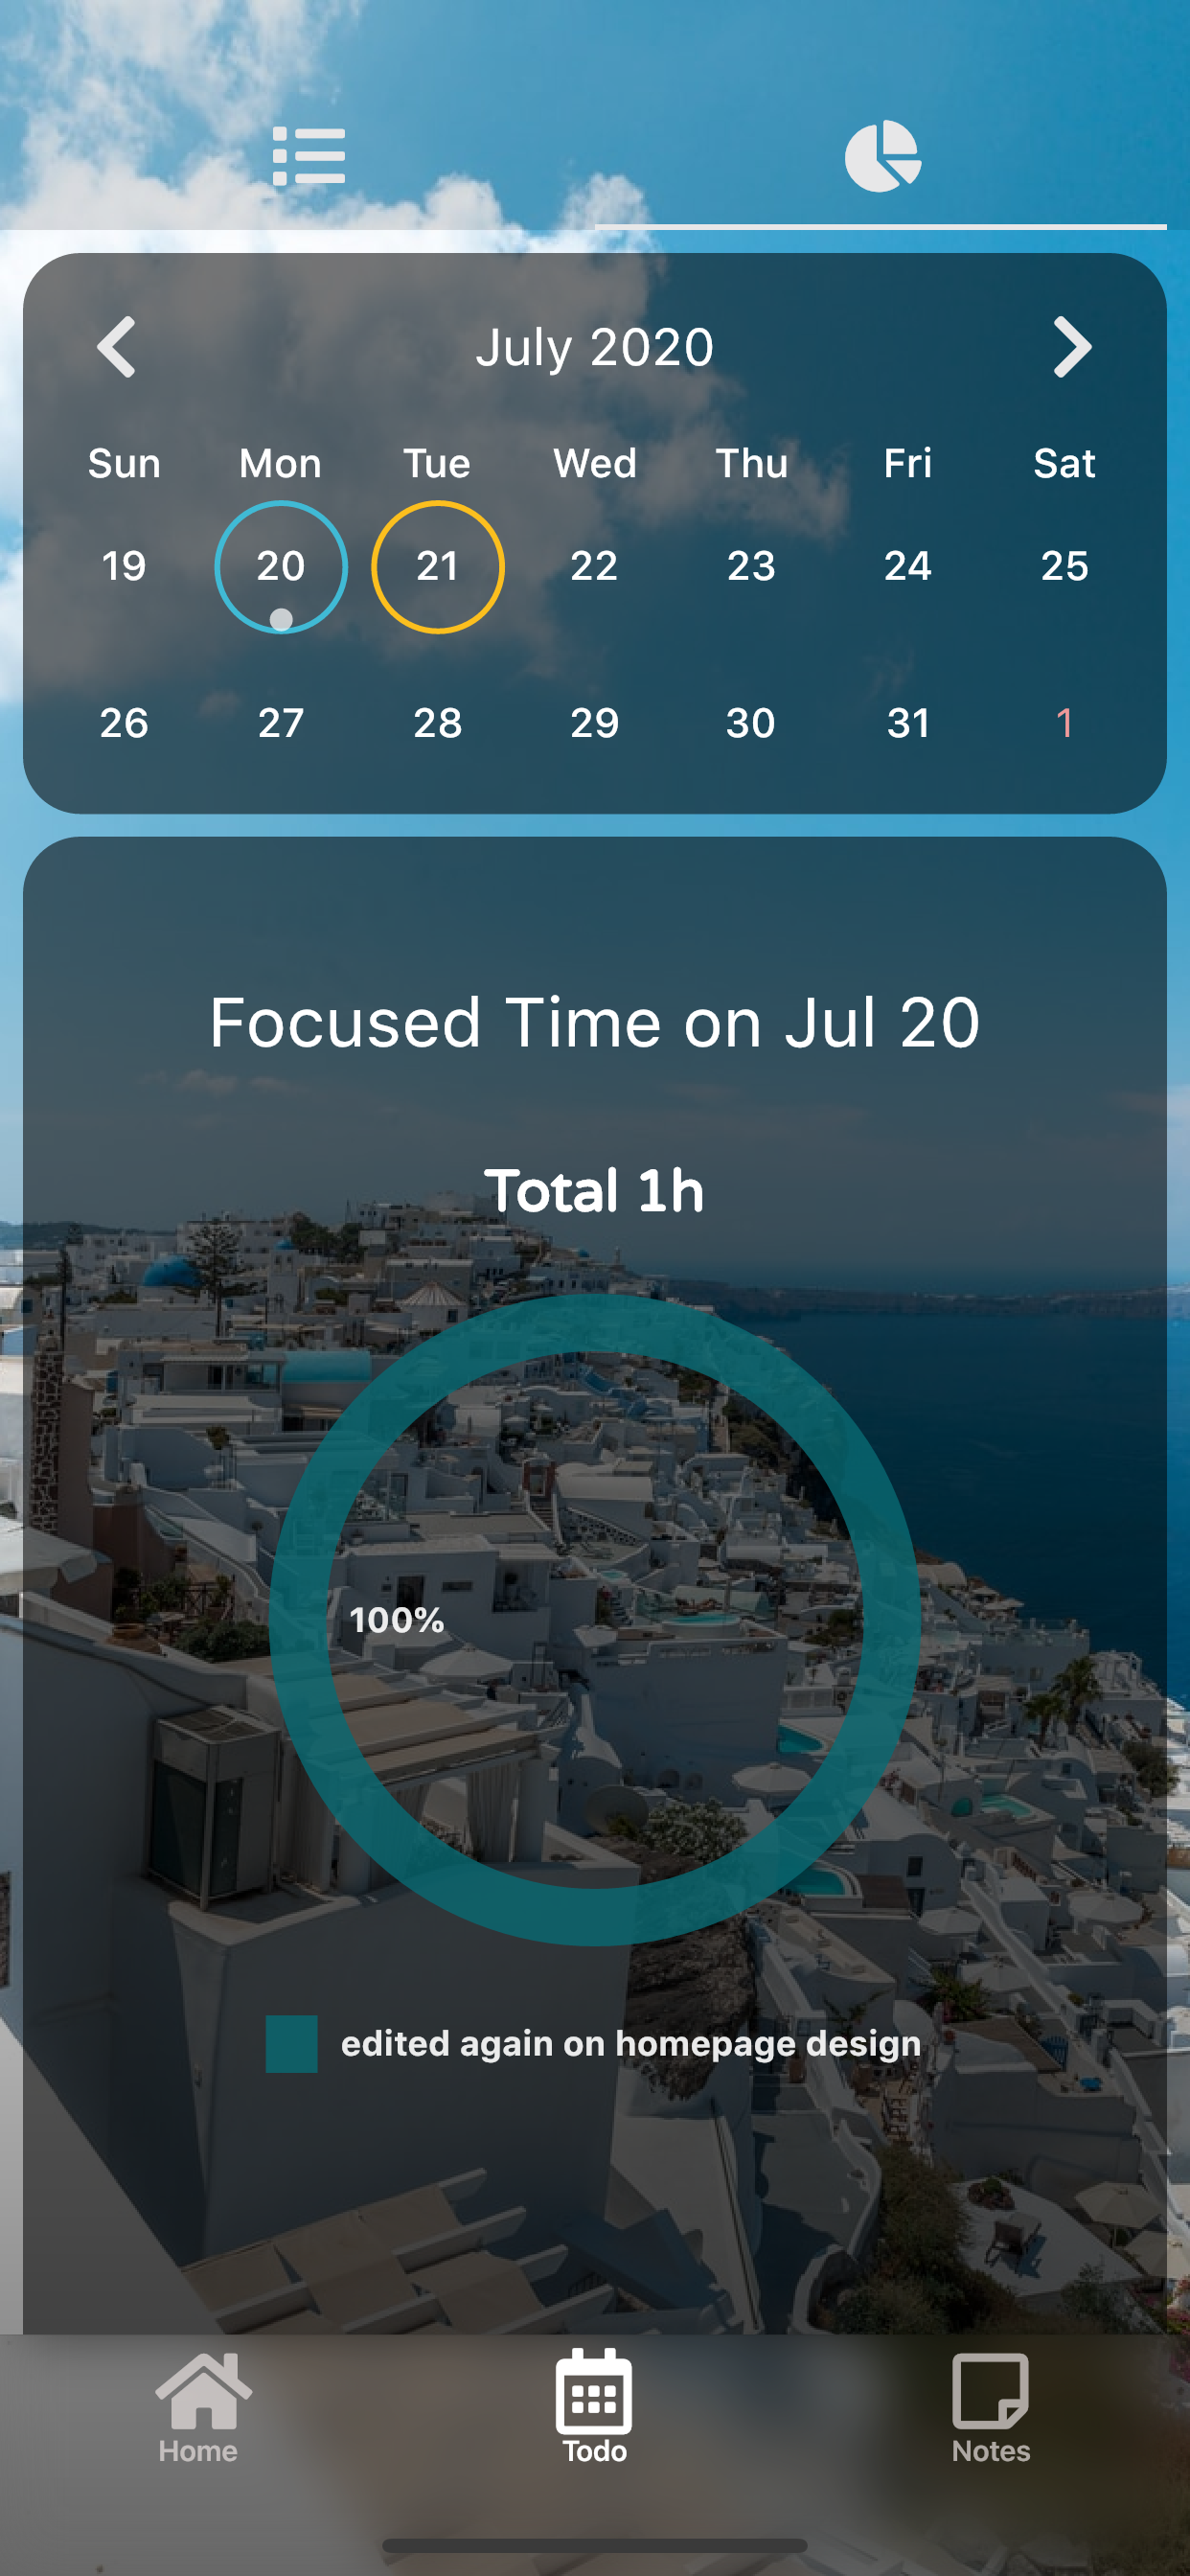 July 2020
Sun Mon Tue Wed Thu Fri Sat
19 20 21 22 23 24 25
26 27 28 29 30 31 1
Focused Time on Jul 20
Total 1h
100%
edited again on homepage design
Home Todo Notes